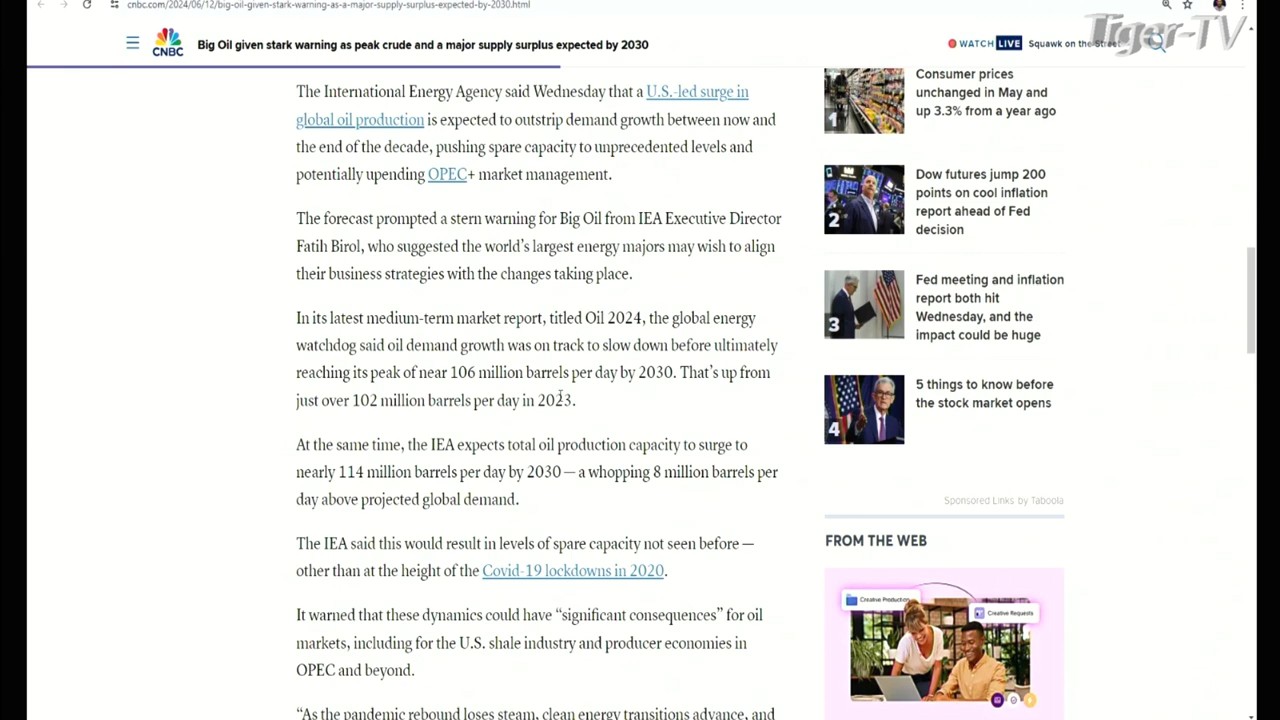 cnbc.com/2024/06/12/big-oil-given-stark-warning-as-a-major-supply-surplus-expected-by-2030.html
Tiger-TV
CNBC
Big Oil given stark warning as peak crude and a major supply surplus expected by 2030
WATCH LIVE Squawk on the Street
The International Energy Agency said Wednesday that a U.S.-led surge in
global oil production is expected to outstrip demand growth between now and
the end of the decade, pushing spare capacity to unprecedented levels and
potentially upending OPEC+ market management.
The forecast prompted a stern warning for Big Oil from IEA Executive Director
Fatih Birol, who suggested the world's largest energy majors may wish to align
their business strategies with the changes taking place.
In its latest medium-term market report, titled Oil 2024, the global energy
watchdog said oil demand growth was on track to slow down before ultimately
reaching its peak of near 106 million barrels per day by 2030. That's up from
just over 102 million barrels per day in 2023.
At the same time, the IEA expects total oil production capacity to surge to
nearly 114 million barrels per day by 2030 — a whopping 8 million barrels per
day above projected global demand.
The IEA said this would result in levels of spare capacity not seen before —
other than at the height of the Covid-19 lockdowns in 2020.
It warned that these dynamics could have “significant consequences” for oil
markets, including for the U.S. shale industry and producer economies in
OPEC and beyond.
“As the pandemic rebound loses steam, clean energy transitions advance, and
1
Consumer prices
unchanged in May and
up 3.3% from a year ago
2
Dow futures jump 200
points on cool inflation
report ahead of Fed
decision
3
Fed meeting and inflation
report both hit
Wednesday, and the
impact could be huge
4
5 things to know before
the stock market opens
Sponsored Links by Taboola
FROM THE WEB
Creative Production
Creative Requests